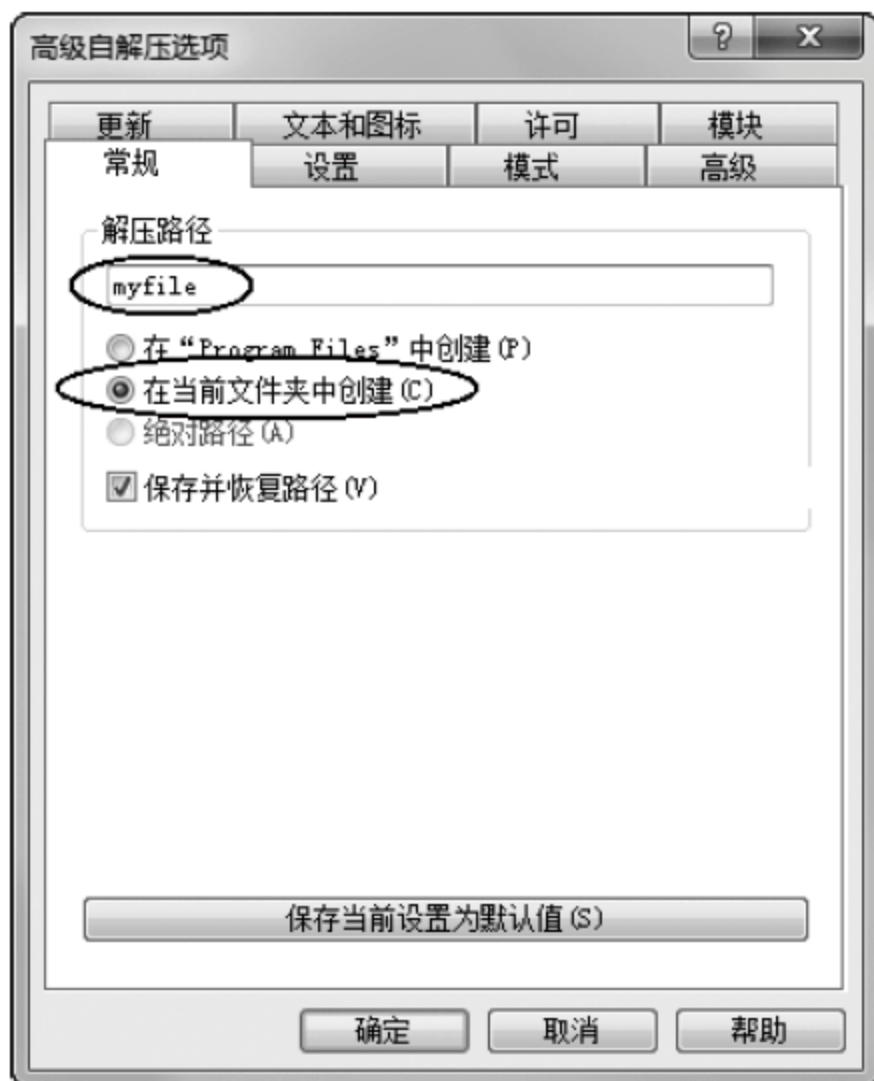 高级自解压选项
更新 文本和图标 许可 模块
常规 设置 模式 高级
解压路径
myfile
在“Program Files”中创建(P)
在当前文件夹中创建(C)
绝对路径(A)
保存并恢复路径(V)
保存当前设置为默认值(S)
确定 取消 帮助